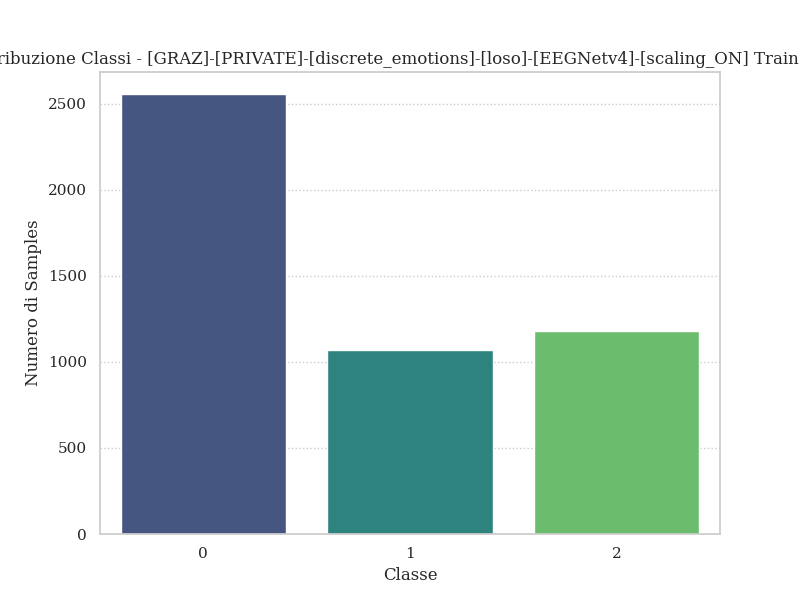 ribuzione Classi - [GRAZ]-[PRIVATE]-[discrete_emotions]-[loso]-[EEGNetv4]-[scaling_ON] Train
2500
2000
1500
1000
500
0
Numero di Samples
0 1 2
Classe